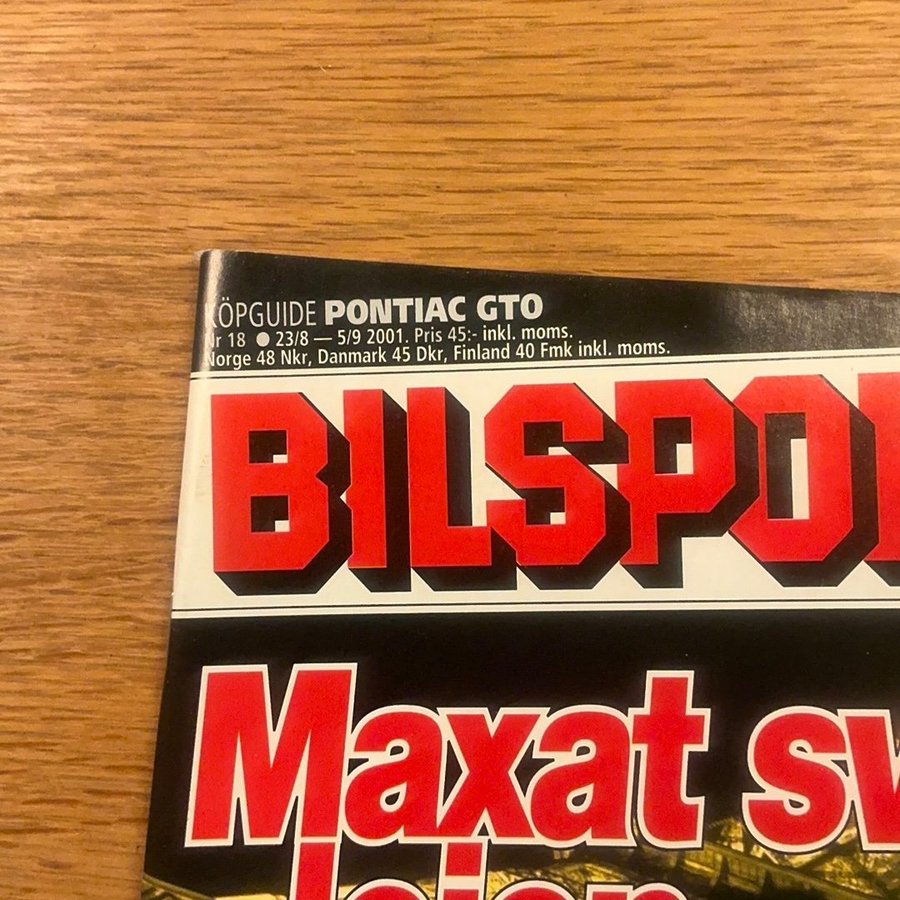 KÖPGUIDE PONTIAC GTO
Nr 18 ● 23/8 — 5/9 2001. Pris 45:- inkl. moms.
Norge 48 Nkr, Danmark 45 Dkr, Finland 40 Fmk inkl. moms.
BILSPO
Maxat sv